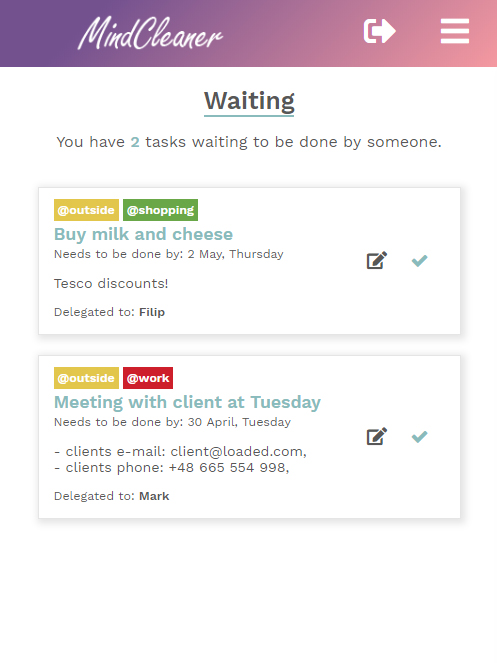 MindCleaner
Waiting
You have 2 tasks waiting to be done by someone.
@outside @shopping
Buy milk and cheese
Needs to be done by: 2 May, Thursday
Tesco discounts!
Delegated to: Filip
@outside @work
Meeting with client at Tuesday
Needs to be done by: 30 April, Tuesday
- clients e-mail: client@loaded.com,
- clients phone: +48 665 554 998,
Delegated to: Mark